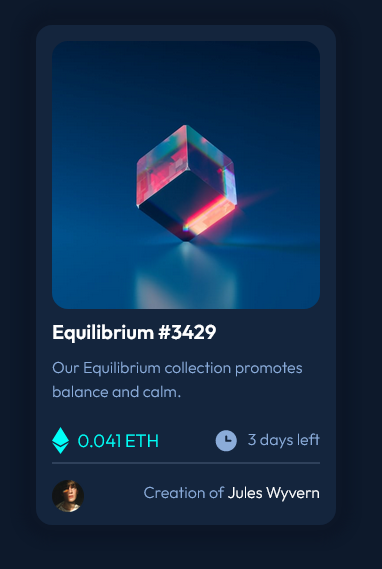 Equilibrium #3429
Our Equilibrium collection promotes
balance and calm.
0.041 ETH
3 days left
Creation of Jules Wyvern